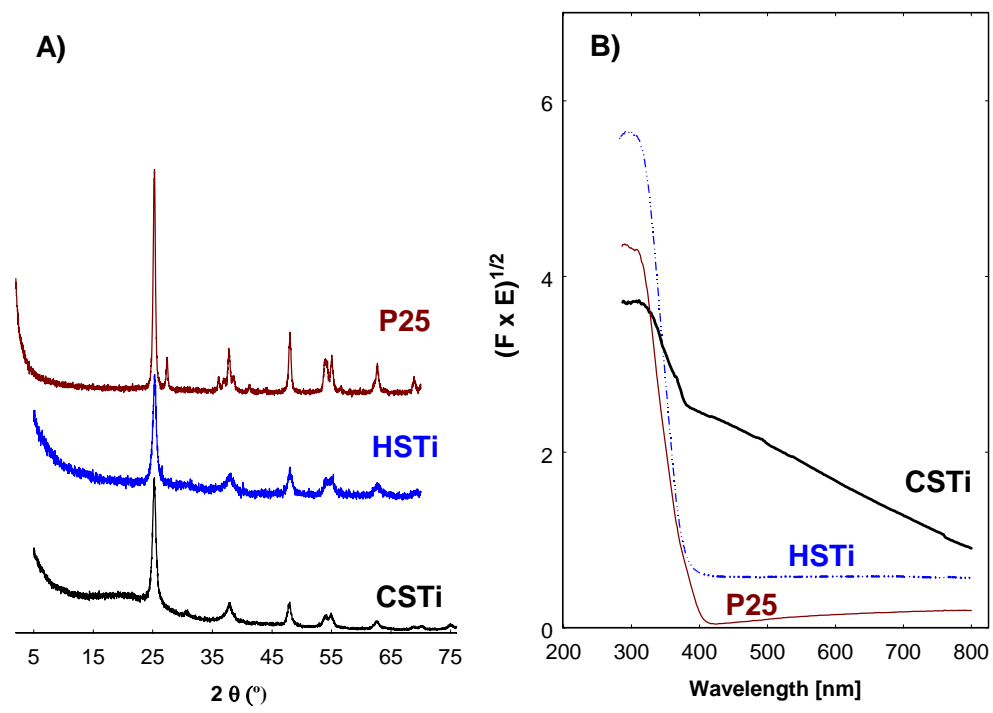 A)
P25
HSTi
CSTi
5 15 25 35 45 55 65 75
2 θ (º)
B)
6
4
2
0
(F x E)1/2
CSTi
HSTi
P25
200 300 400 500 600 700 800
Wavelength [nm]